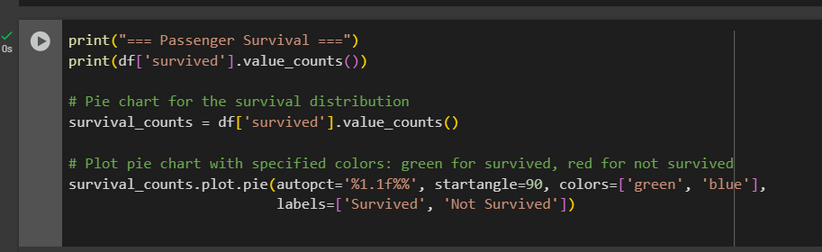 0s
print("=== Passenger Survival ===")
print(df['survived'].value_counts())
# Pie chart for the survival distribution
survival_counts = df['survived'].value_counts()
# Plot pie chart with specified colors: green for survived, red for not survived
survival_counts.plot.pie(autopct='%1.1f%%', startangle=90, colors=['green', 'blue'],
labels=['Survived', 'Not Survived'])